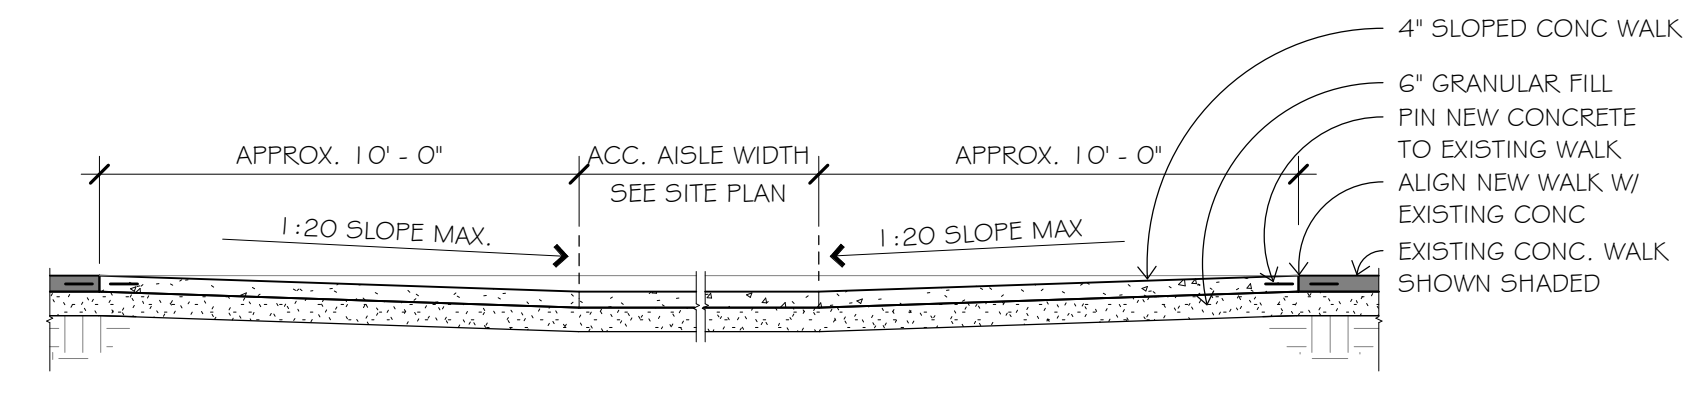 4" SLOPED CONC WALK
6" GRANULAR FILL
PIN NEW CONCRETE
TO EXISTING WALK
ALIGN NEW WALK W/
EXISTING CONC
EXISTING CONC. WALK
SHOWN SHADED
APPROX. 10' - 0"
ACC. AISLE WIDTH
SEE SITE PLAN
APPROX. 10' - 0"
1:20 SLOPE MAX.
1:20 SLOPE MAX